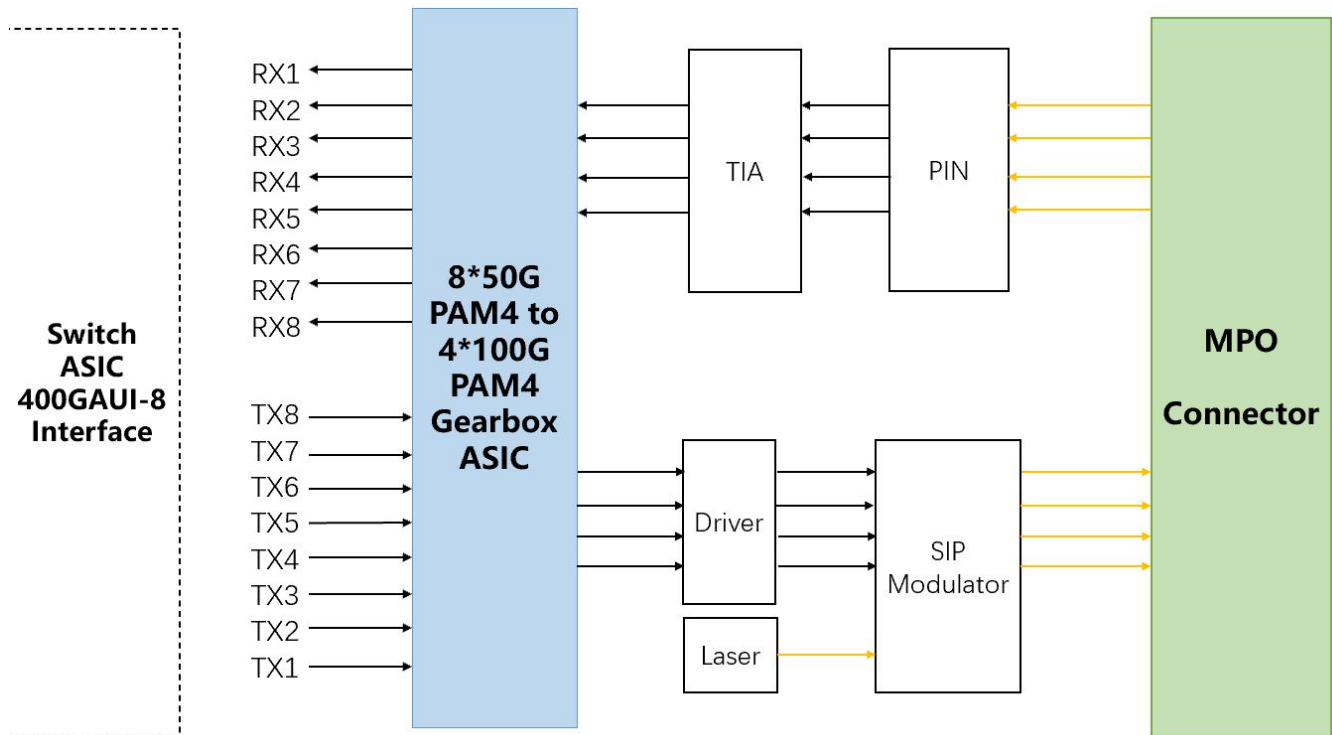 Switch
ASIC
400GAUI-8
Interface
RX1
RX2
RX3
RX4
RX5
RX6
RX7
RX8
TX8
TX7
TX6
TX5
TX4
TX3
TX2
TX1
8*50G
PAM4 to
4*100G
PAM4
Gearbox
ASIC
TIA
PIN
Driver
Laser
SIP
Modulator
MPO
Connector